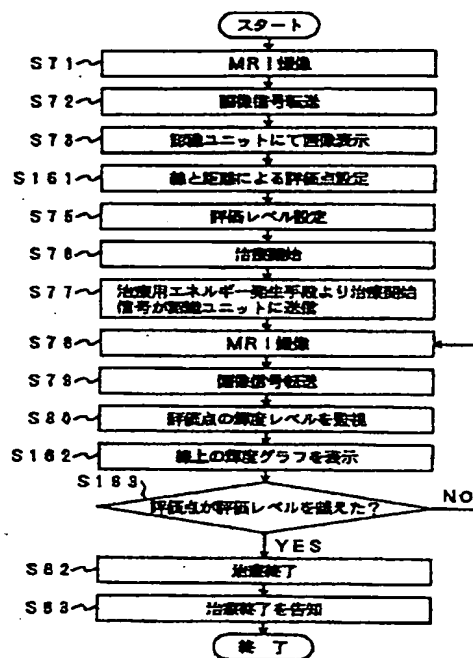 スタート
S71 MRI撮像
S72 画像信号転送
S73 認識ユニットにて画像表示
S161 線と距離による評価点設定
S75 評価レベル設定
S76 治療開始
S77 治療用エネルギー発生手段より治療開始
信号が認識ユニットに送信
S78 MRI撮像
S79 画像信号転送
S80 評価点の輝度レベルを監視
S162 線上の輝度グラフを表示
S163
評価点が評価レベルを越えた? NO
YES
S82 治療終了
S83 治療終了を告知
終了